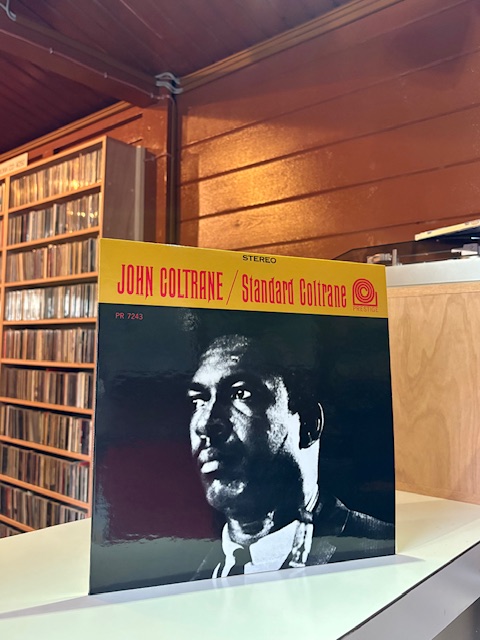 STEREO
JOHN COLTRANE / Standard Coltrane
PRESTIGE
PR 7243